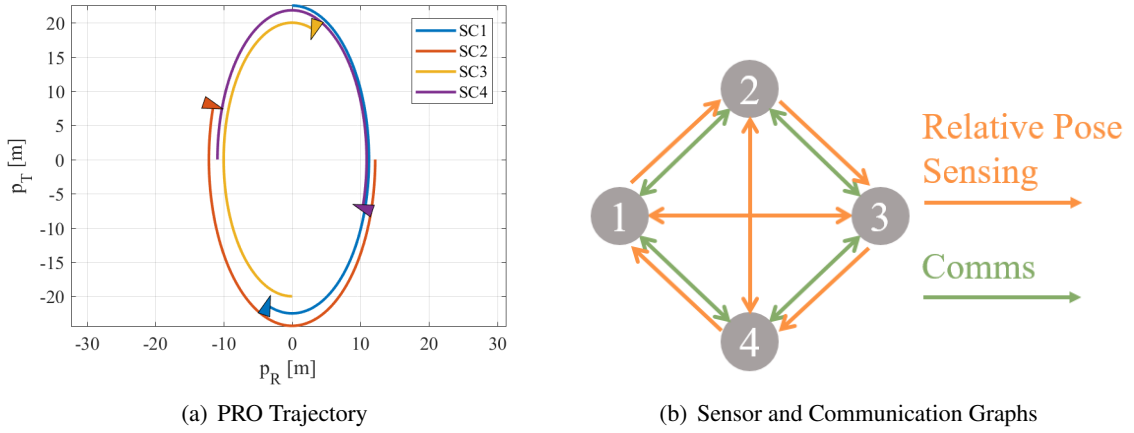 20
15
10
5
0
-5
-10
-15
-20
p_T [m]
-30
-20
-10
0
10
20
30
p_R [m]
SC1
SC2
SC3
SC4
(a) PRO Trajectory
2
1
3
4
Relative Pose
Sensing
Comms
(b) Sensor and Communication Graphs